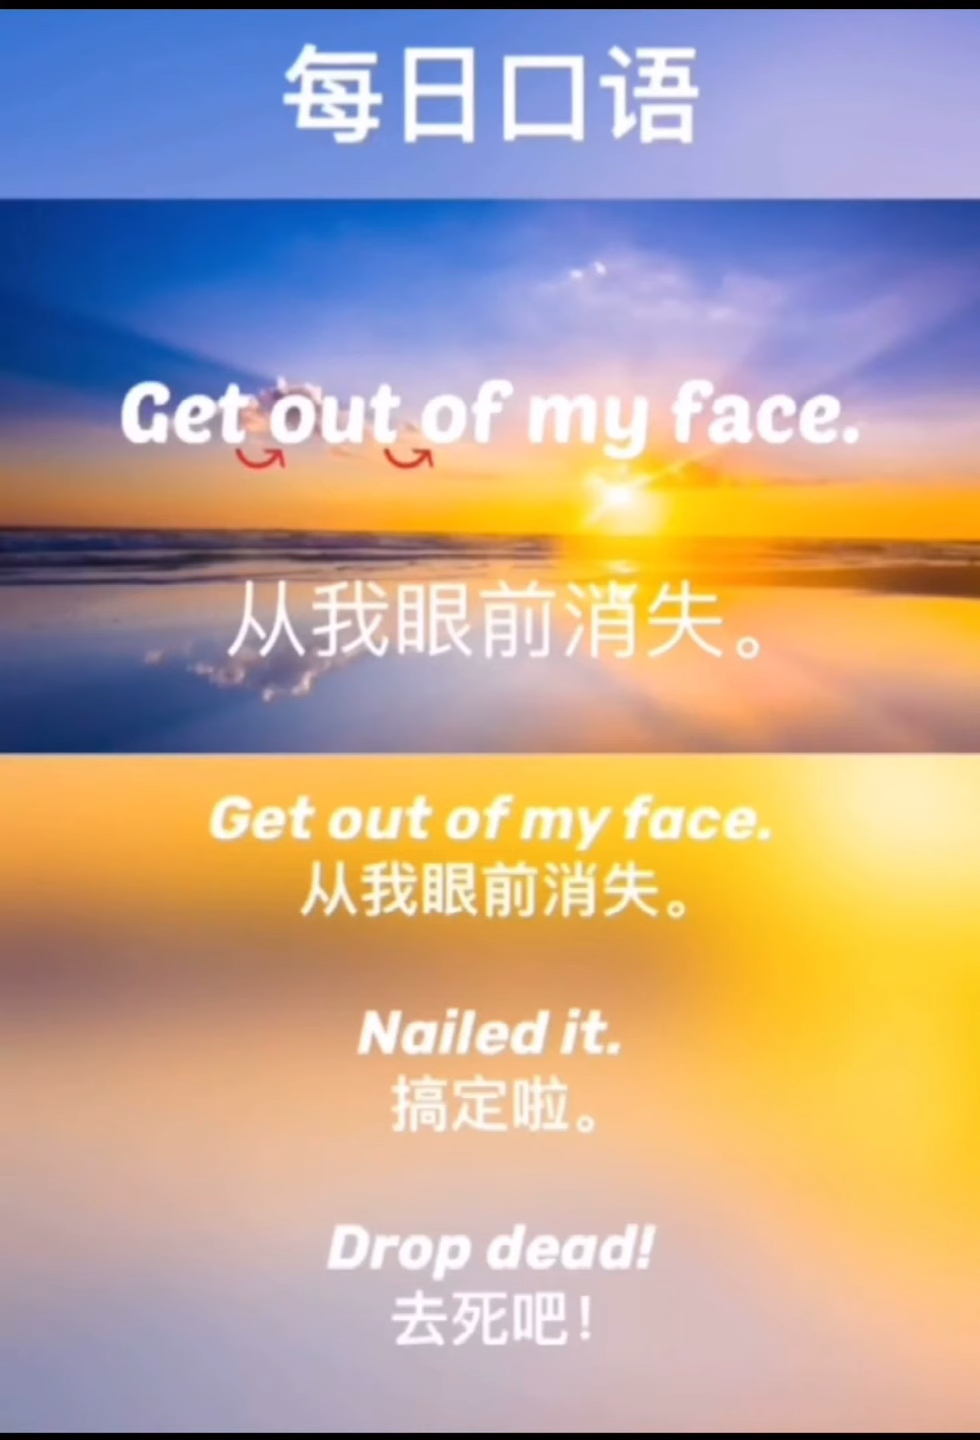 每日口语
Get out of my face.
从我眼前消失。
Get out of my face.
从我眼前消失。
Nailed it.
搞定啦。
Drop dead!
去死吧！